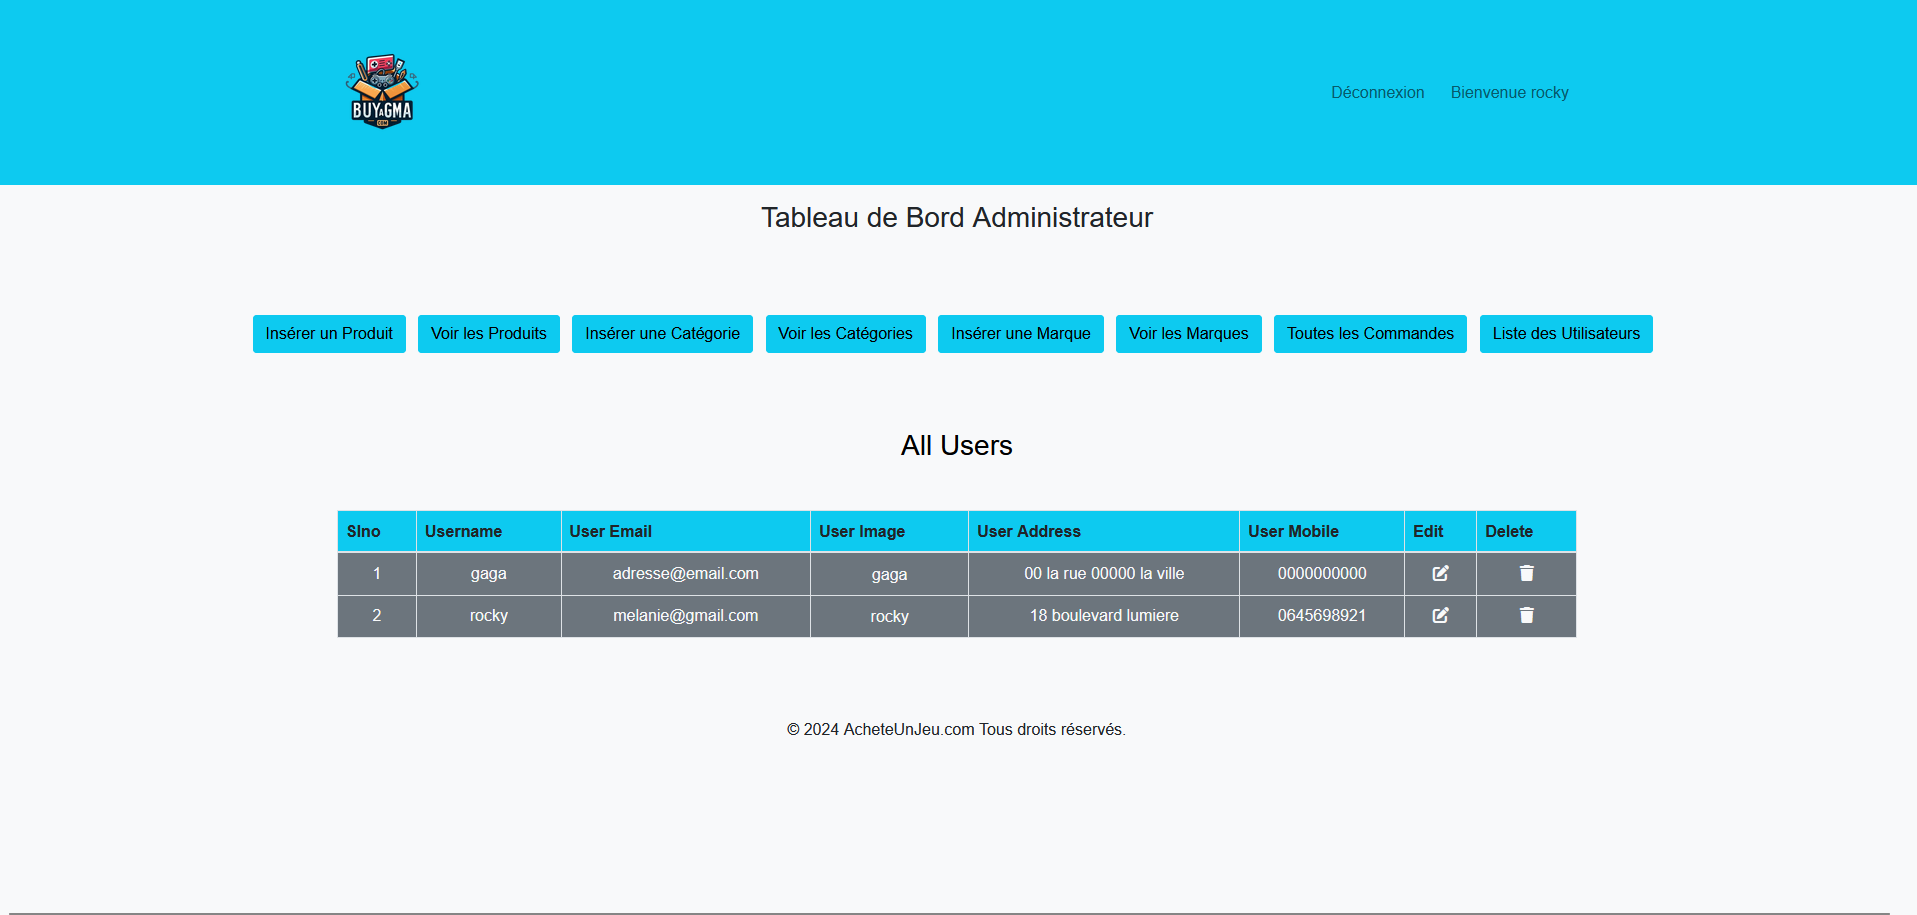 BUYAGMA
COM
Déconnexion Bienvenue rocky
Tableau de Bord Administrateur
Insérer un Produit Voir les Produits Insérer une Catégorie Voir les Catégories Insérer une Marque Voir les Marques Toutes les Commandes Liste des Utilisateurs
All Users
Slno Username User Email User Image User Address User Mobile Edit Delete
1 gaga adresse@email.com gaga 00 la rue 00000 la ville 0000000000
2 rocky melanie@gmail.com rocky 18 boulevard lumiere 0645698921
© 2024 AcheteUnJeu.com Tous droits réservés.